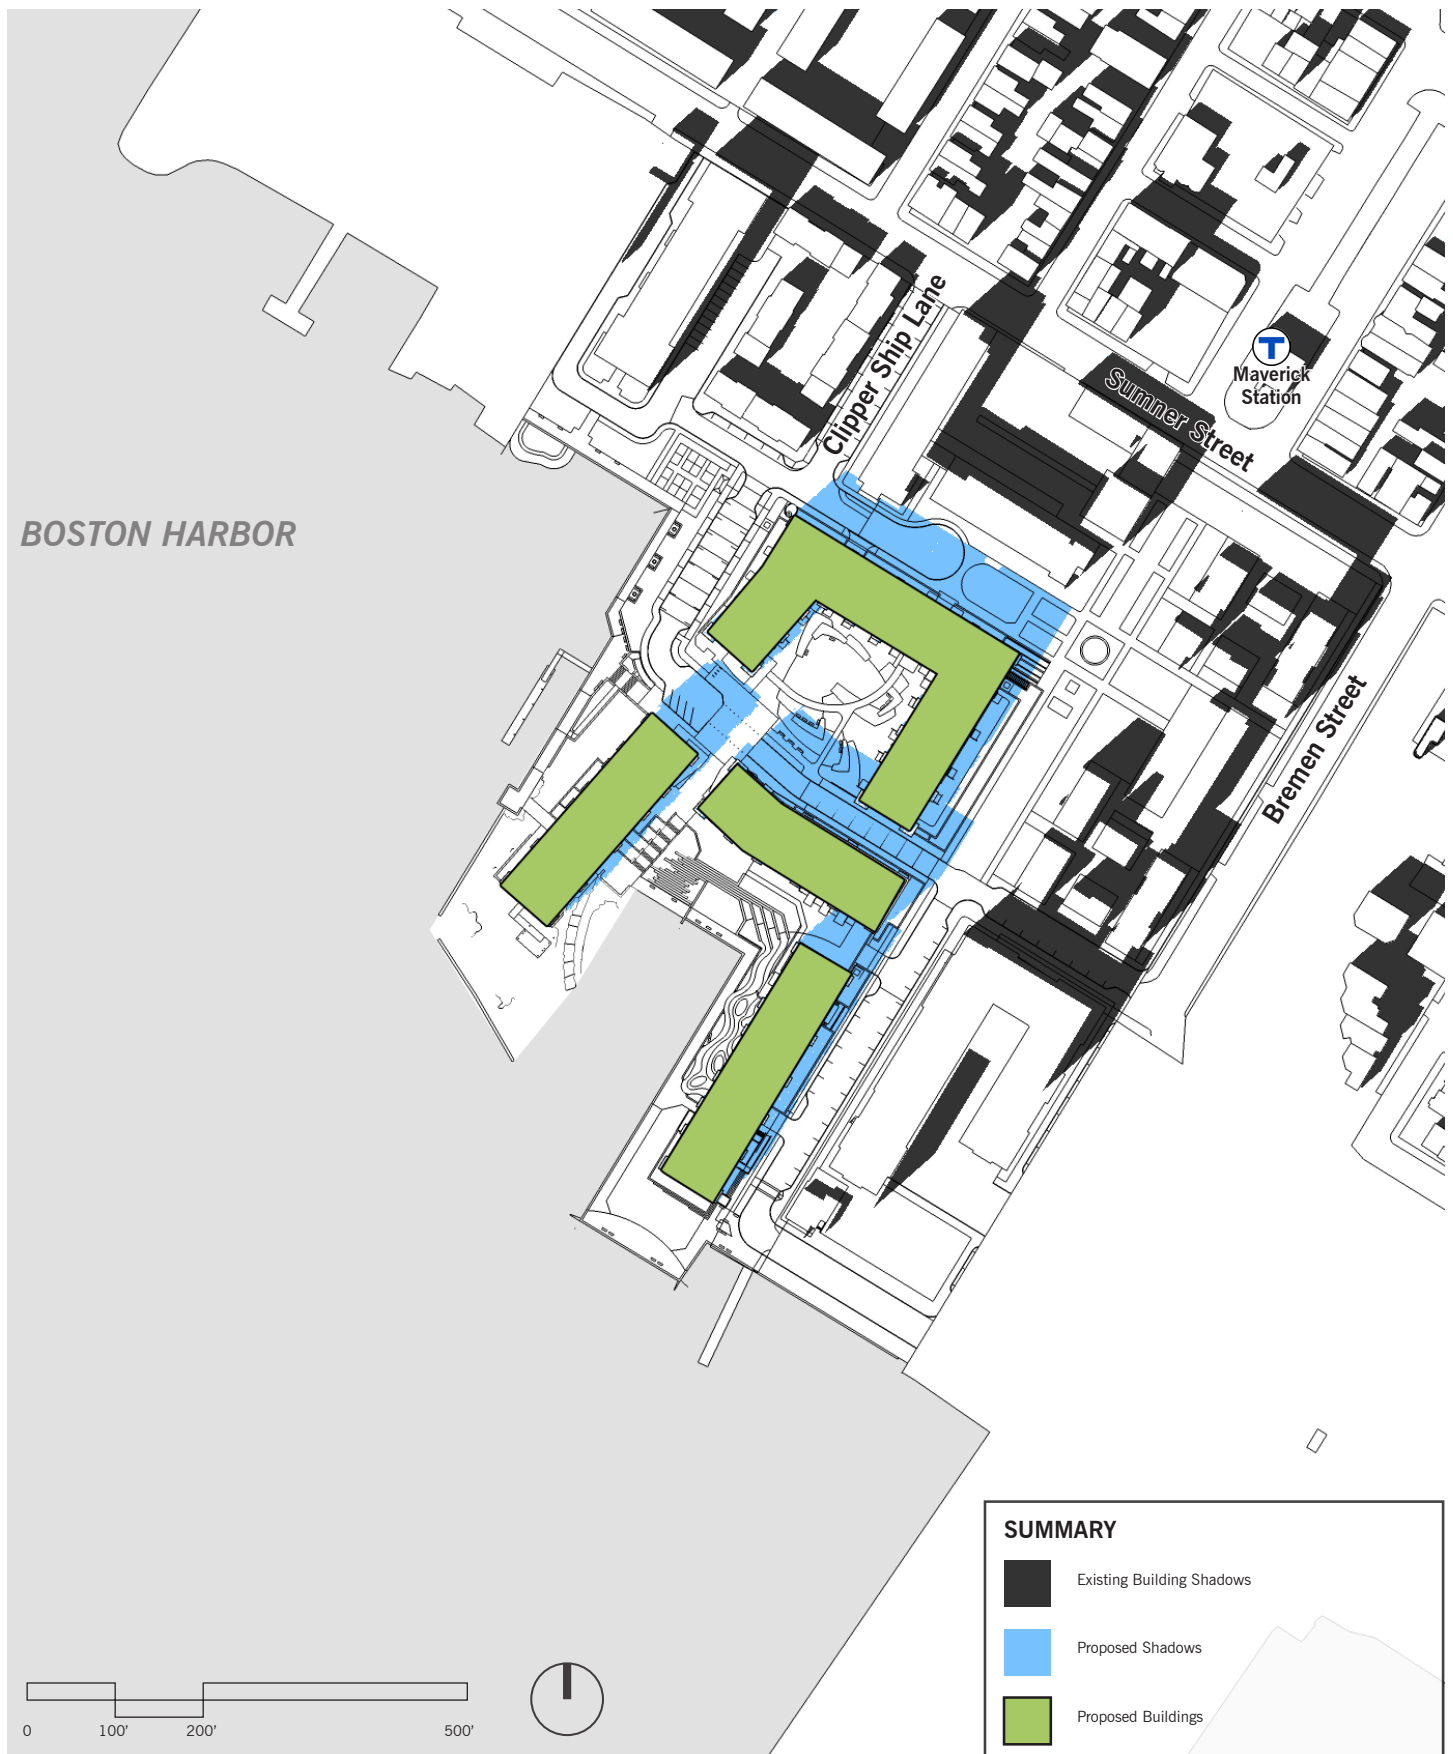 Clipper Ship Lane
Sumner Street
T
Maverick
Station
BOSTON HARBOR
Bremen Street
SUMMARY
Existing Building Shadows
Proposed Shadows
Proposed Buildings
0 100' 200' 500'